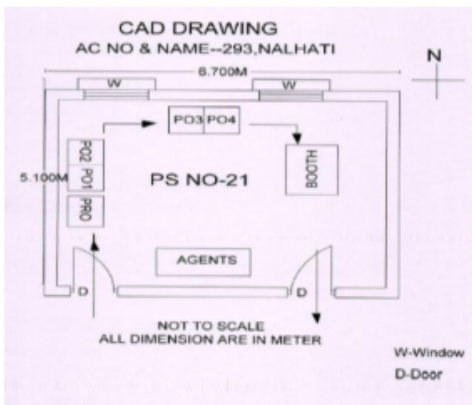 CAD DRAWING
AC NO & NAME--293,NALHATI
N
6.700M
W
W
PO3 PO4
PO2
PO1
PRO
5.100M
PS NO-21
BOOTH
AGENTS
D
D
NOT TO SCALE
ALL DIMENSION ARE IN METER
W-Window
D-Door